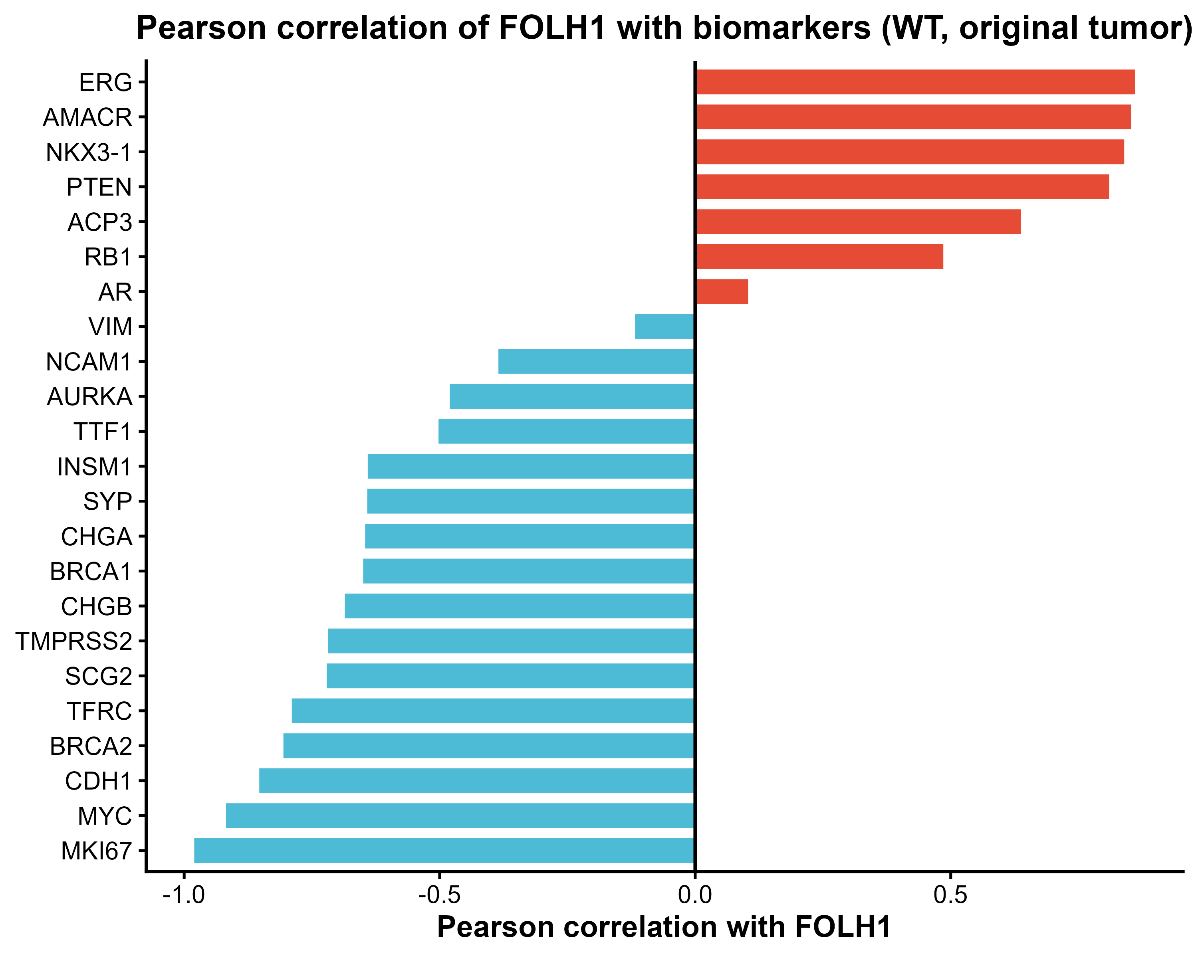 Pearson correlation of FOLH1 with biomarkers (WT, original tumor)
ERG
AMACR
NKX3-1
PTEN
ACP3
RB1
AR
VIM
NCAM1
AURKA
TTF1
INSM1
SYP
CHGA
BRCA1
CHGB
TMPRSS2
SCG2
TFRC
BRCA2
CDH1
MYC
MKI67
-1.0 -0.5 0.0 0.5
Pearson correlation with FOLH1